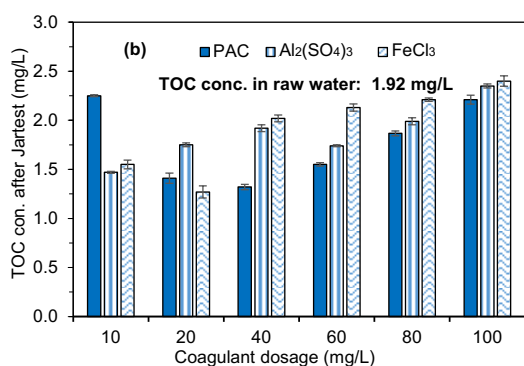 (b) PAC Al₂(SO₄)₃ FeCl₃
TOC conc. in raw water: 1.92 mg/L
TOC con. after Jartest (mg/L)
3.0
2.5
2.0
1.5
1.0
0.5
0.0
10 20 40 60 80 100
Coagulant dosage (mg/L)